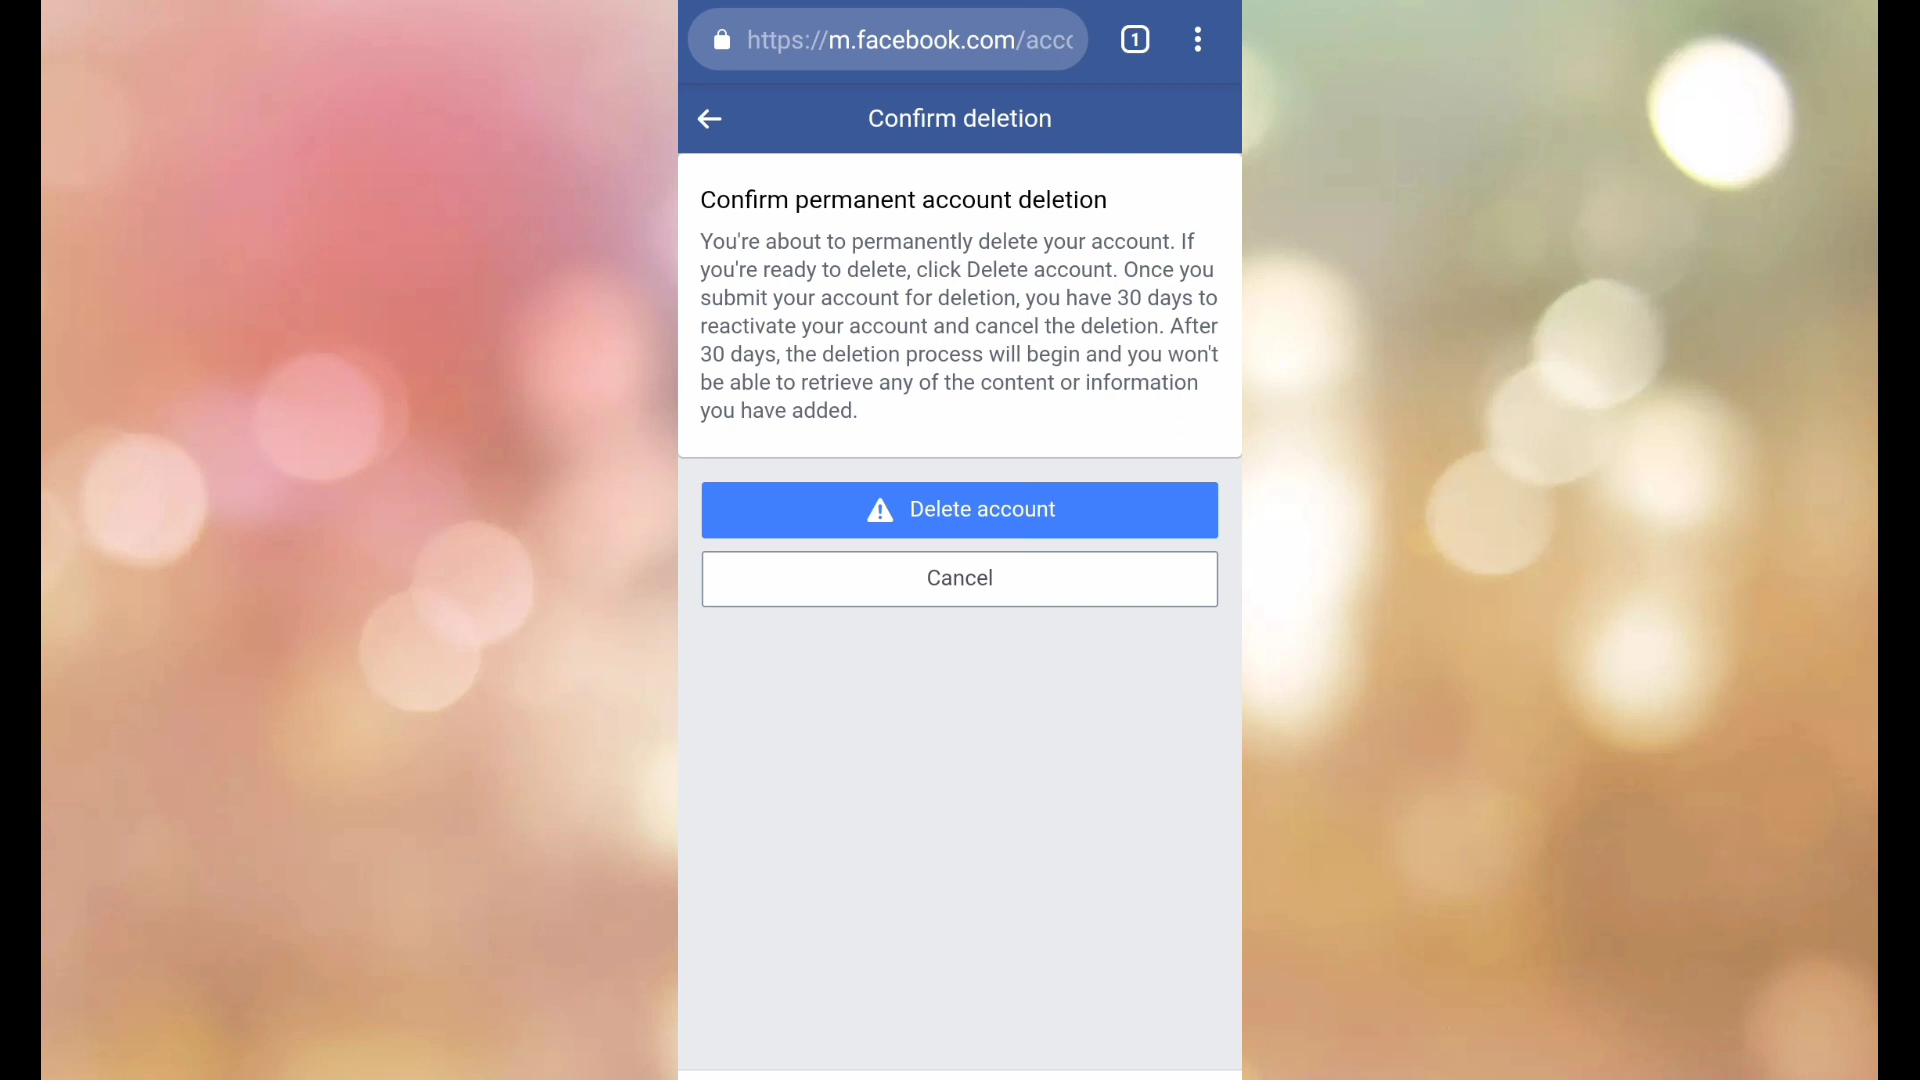 https://m.facebook.com/acco
1
Confirm deletion
Confirm permanent account deletion
You're about to permanently delete your account. If
you're ready to delete, click Delete account. Once you
submit your account for deletion, you have 30 days to
reactivate your account and cancel the deletion. After
30 days, the deletion process will begin and you won't
be able to retrieve any of the content or information
you have added.
Delete account
Cancel